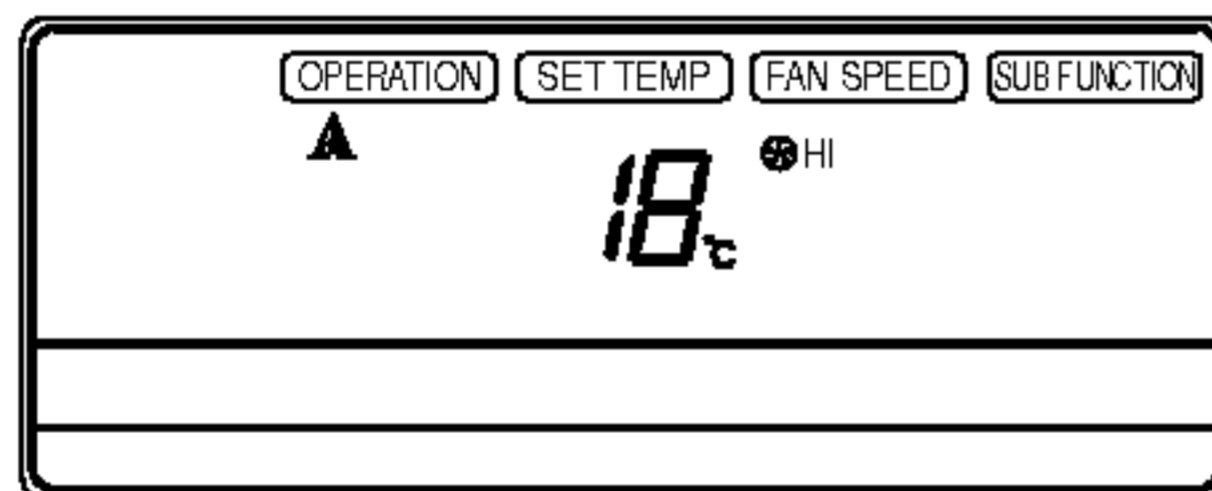 OPERATION SET TEMP FAN SPEED SUB FUNCTION
A HI
18°C